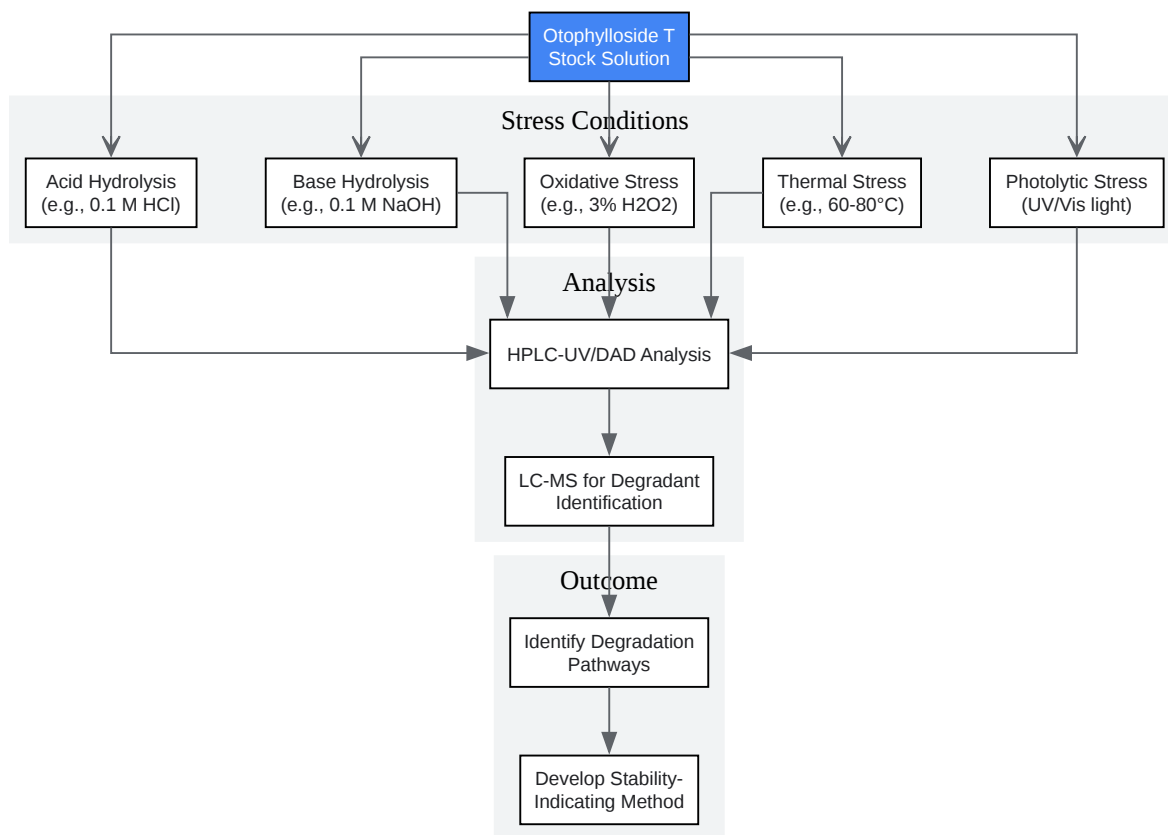 Otophylloside T
Stock Solution
Stress Conditions
Acid Hydrolysis
(e.g., 0.1 M HCl)
Base Hydrolysis
(e.g., 0.1 M NaOH)
Oxidative Stress
(e.g., 3% H2O2)
Thermal Stress
(e.g., 60-80°C)
Photolytic Stress
(UV/Vis light)
Analysis
HPLC-UV/DAD Analysis
LC-MS for Degradant
Identification
Outcome
Identify Degradation
Pathways
Develop Stability-
Indicating Method